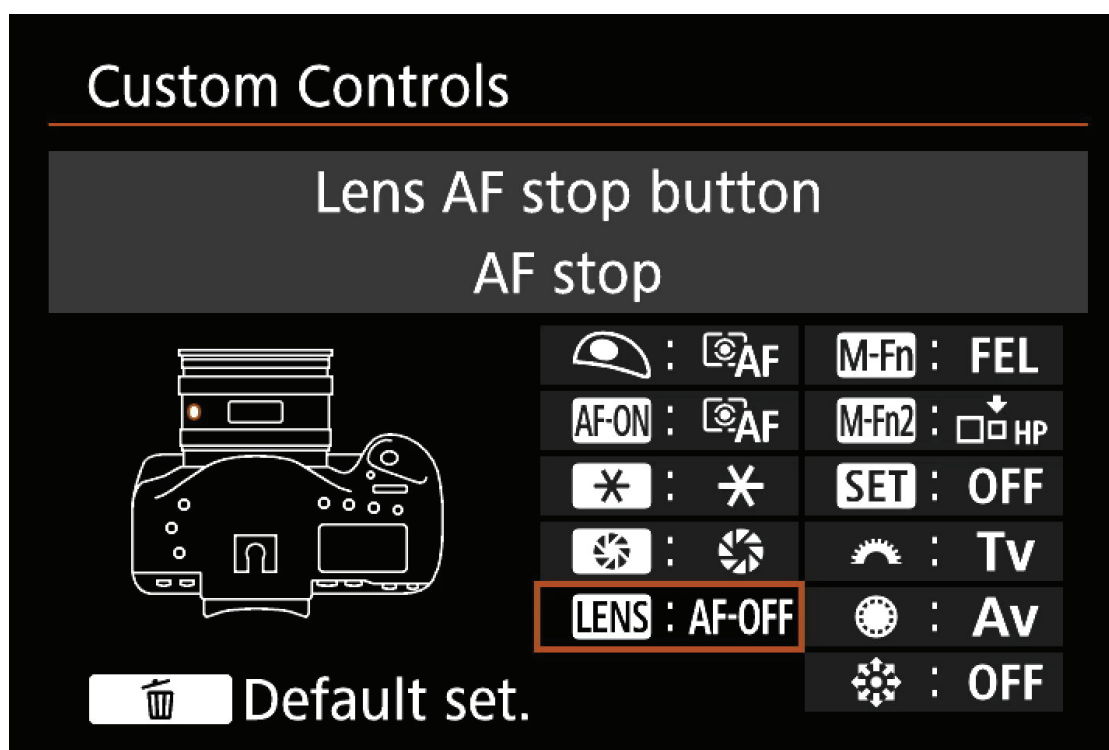 Custom Controls
Lens AF stop button
AF stop
: AF
M-Fn : FEL
AF-ON : AF
M-Fn2 : HP
:
SET : OFF
:
: Tv
LENS : AF-OFF
: Av
: OFF
Default set.